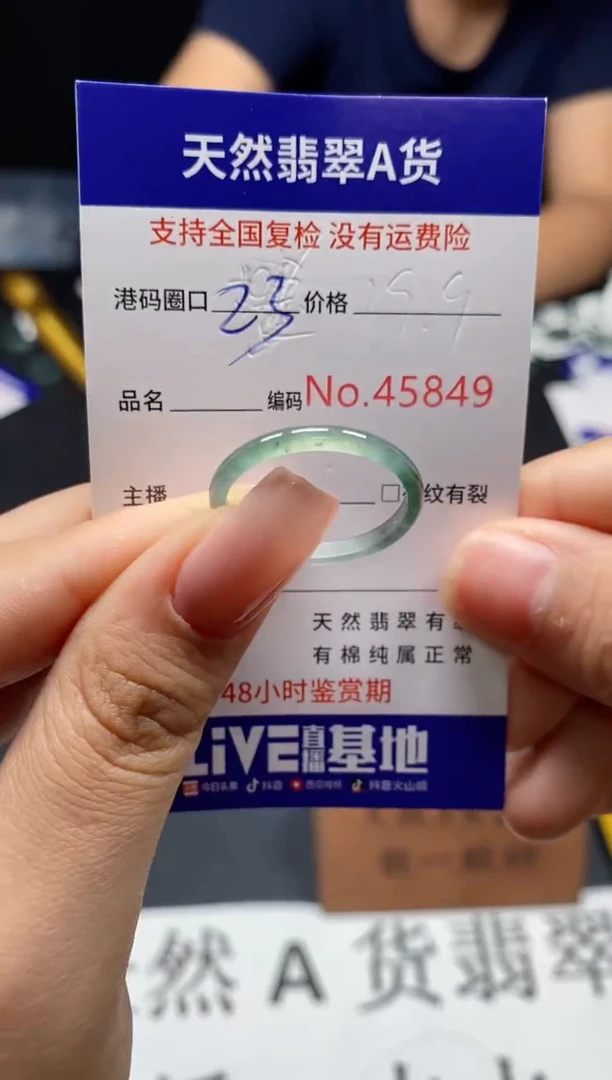 天然翡翠A货
支持全国复检 没有运费险
港码圈口 23 价格 19.9
品名 编码 No.45849
主播 纹有裂
天然翡翠有
有棉纯属正常
48小时鉴赏期
LiVE直播基地
今日头条 抖音 西瓜视频 抖音火山版
然A货翡翠